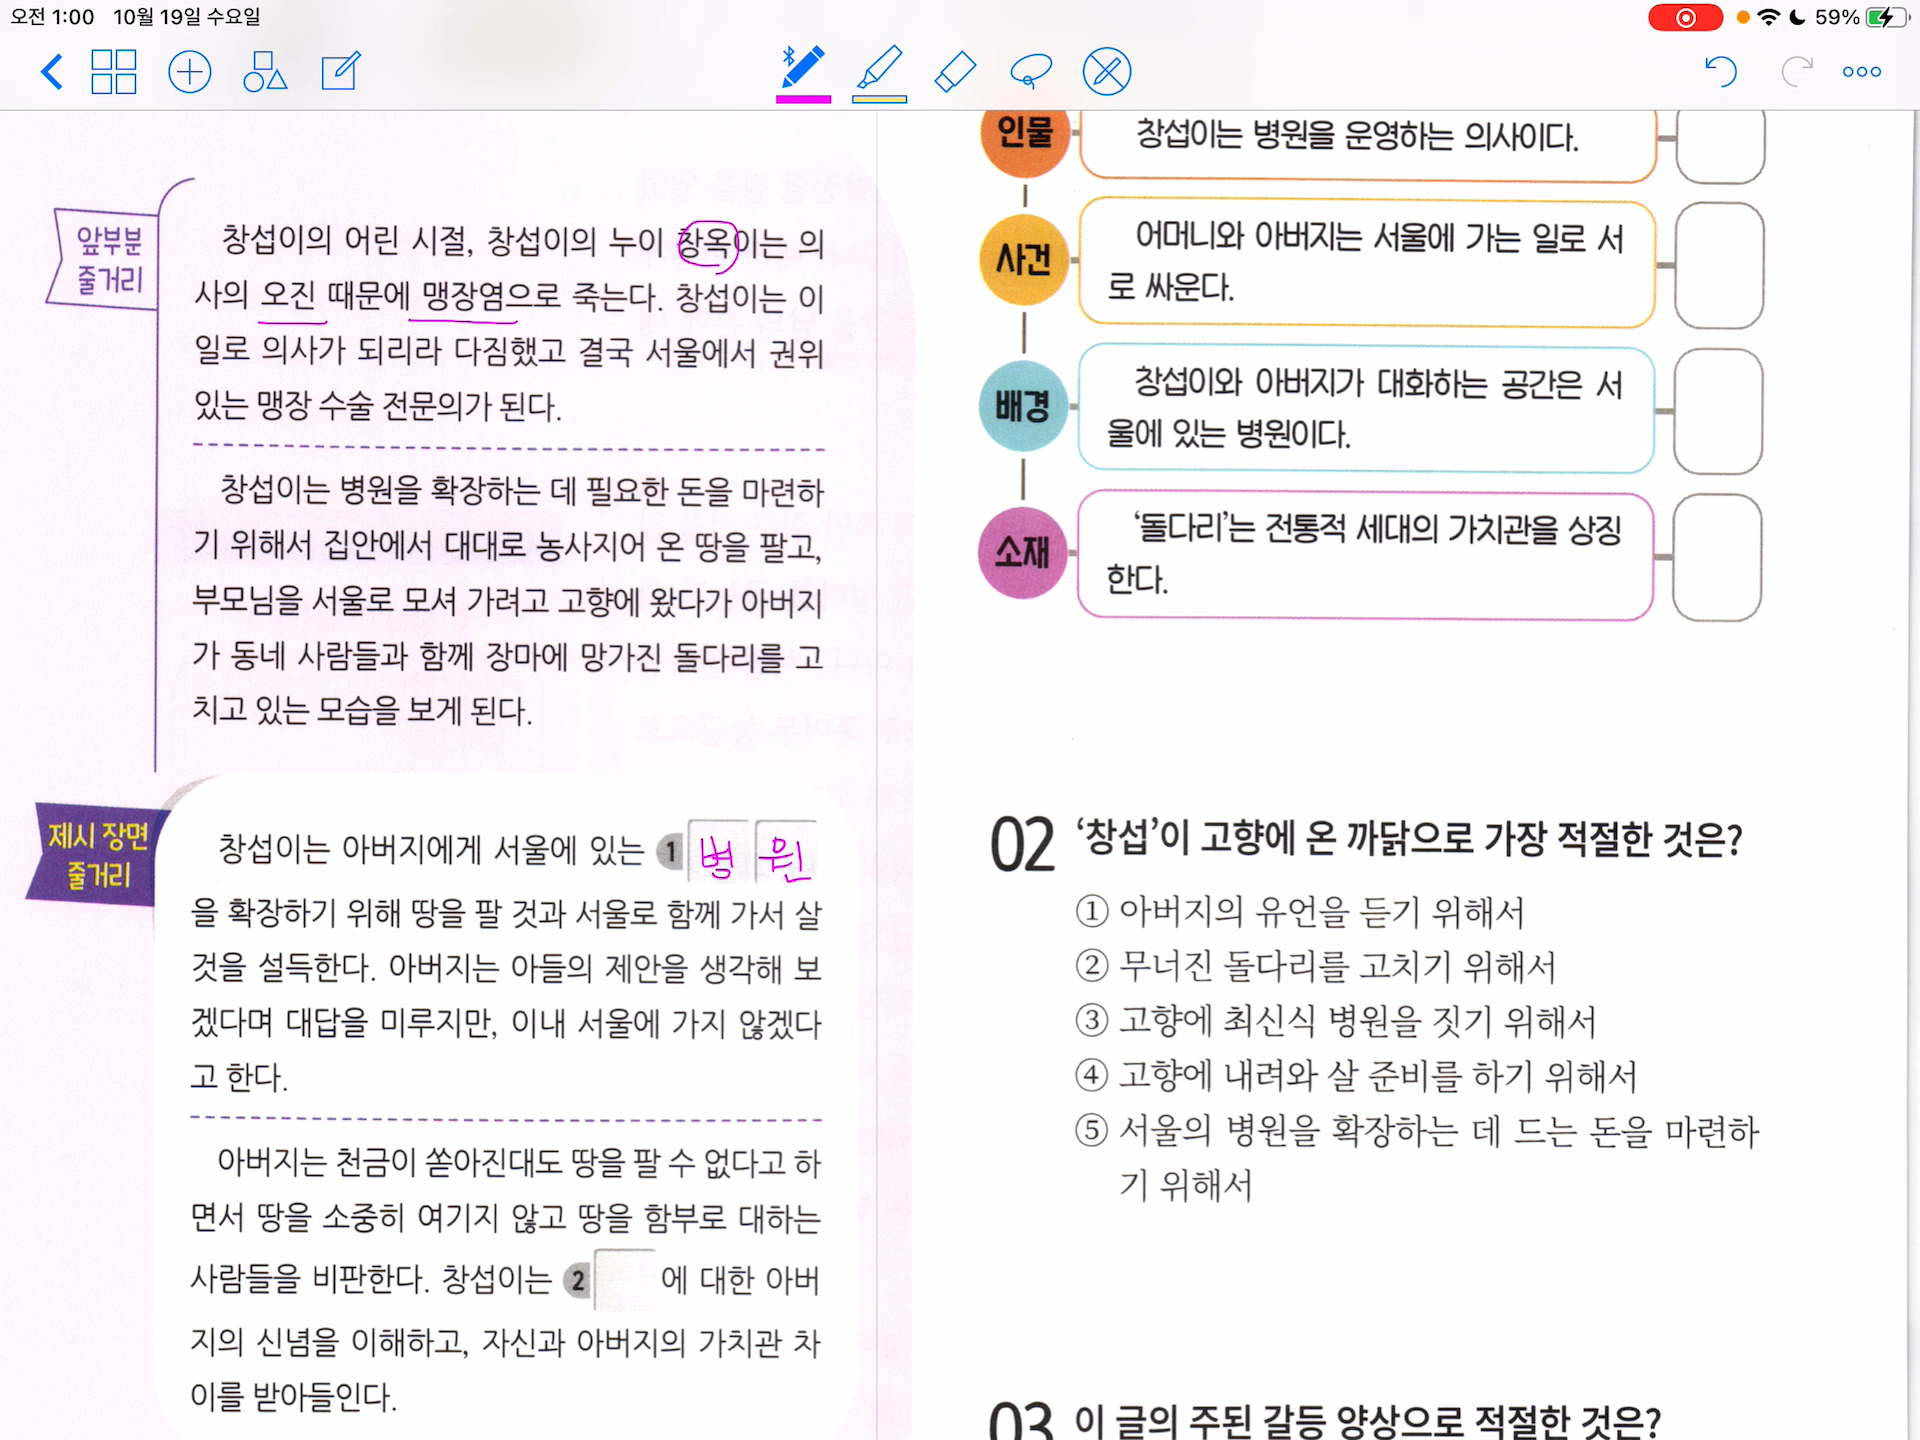 오전 1:00 10월 19일 수요일
59%
앞부분
줄거리
창섭이의 어린 시절, 창섭이의 누이 창옥이는 의
사의 오진 때문에 맹장염으로 죽는다. 창섭이는 이
일로 의사가 되리라 다짐했고 결국 서울에서 권위
있는 맹장 수술 전문의가 된다.
창섭이는 병원을 확장하는 데 필요한 돈을 마련하
기 위해서 집안에서 대대로 농사지어 온 땅을 팔고,
부모님을 서울로 모셔 가려고 고향에 왔다가 아버지
가 동네 사람들과 함께 장마에 망가진 돌다리를 고
치고 있는 모습을 보게 된다.
제시 장면
줄거리
창섭이는 아버지에게 서울에 있는 1 병 원
을 확장하기 위해 땅을 팔 것과 서울로 함께 가서 살
것을 설득한다. 아버지는 아들의 제안을 생각해 보
겠다며 대답을 미루지만, 이내 서울에 가지 않겠다
고 한다.
아버지는 천금이 쏟아진대도 땅을 팔 수 없다고 하
면서 땅을 소중히 여기지 않고 땅을 함부로 대하는
사람들을 비판한다. 창섭이는 2 에 대한 아버
지의 신념을 이해하고, 자신과 아버지의 가치관 차
이를 받아들인다.
인물 창섭이는 병원을 운영하는 의사이다.
사건 어머니와 아버지는 서울에 가는 일로 서
로 싸운다.
배경 창섭이와 아버지가 대화하는 공간은 서
울에 있는 병원이다.
소재 ‘돌다리’는 전통적 세대의 가치관을 상징
한다.
02 ‘창섭’이 고향에 온 까닭으로 가장 적절한 것은?
① 아버지의 유언을 듣기 위해서
② 무너진 돌다리를 고치기 위해서
③ 고향에 최신식 병원을 짓기 위해서
④ 고향에 내려와 살 준비를 하기 위해서
⑤ 서울의 병원을 확장하는 데 드는 돈을 마련하
기 위해서
03 이 글의 주된 갈등 양상으로 적절한 것은?